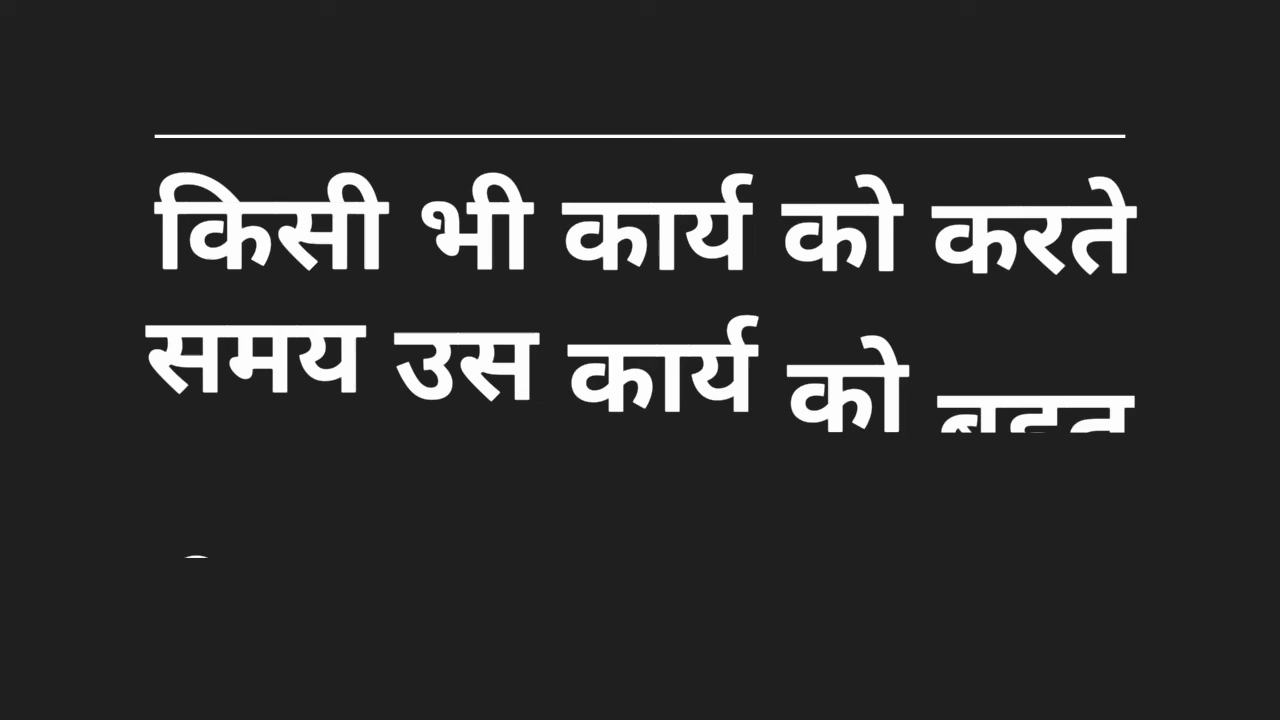 किसी भी कार्य को करते
समय उस कार्य को